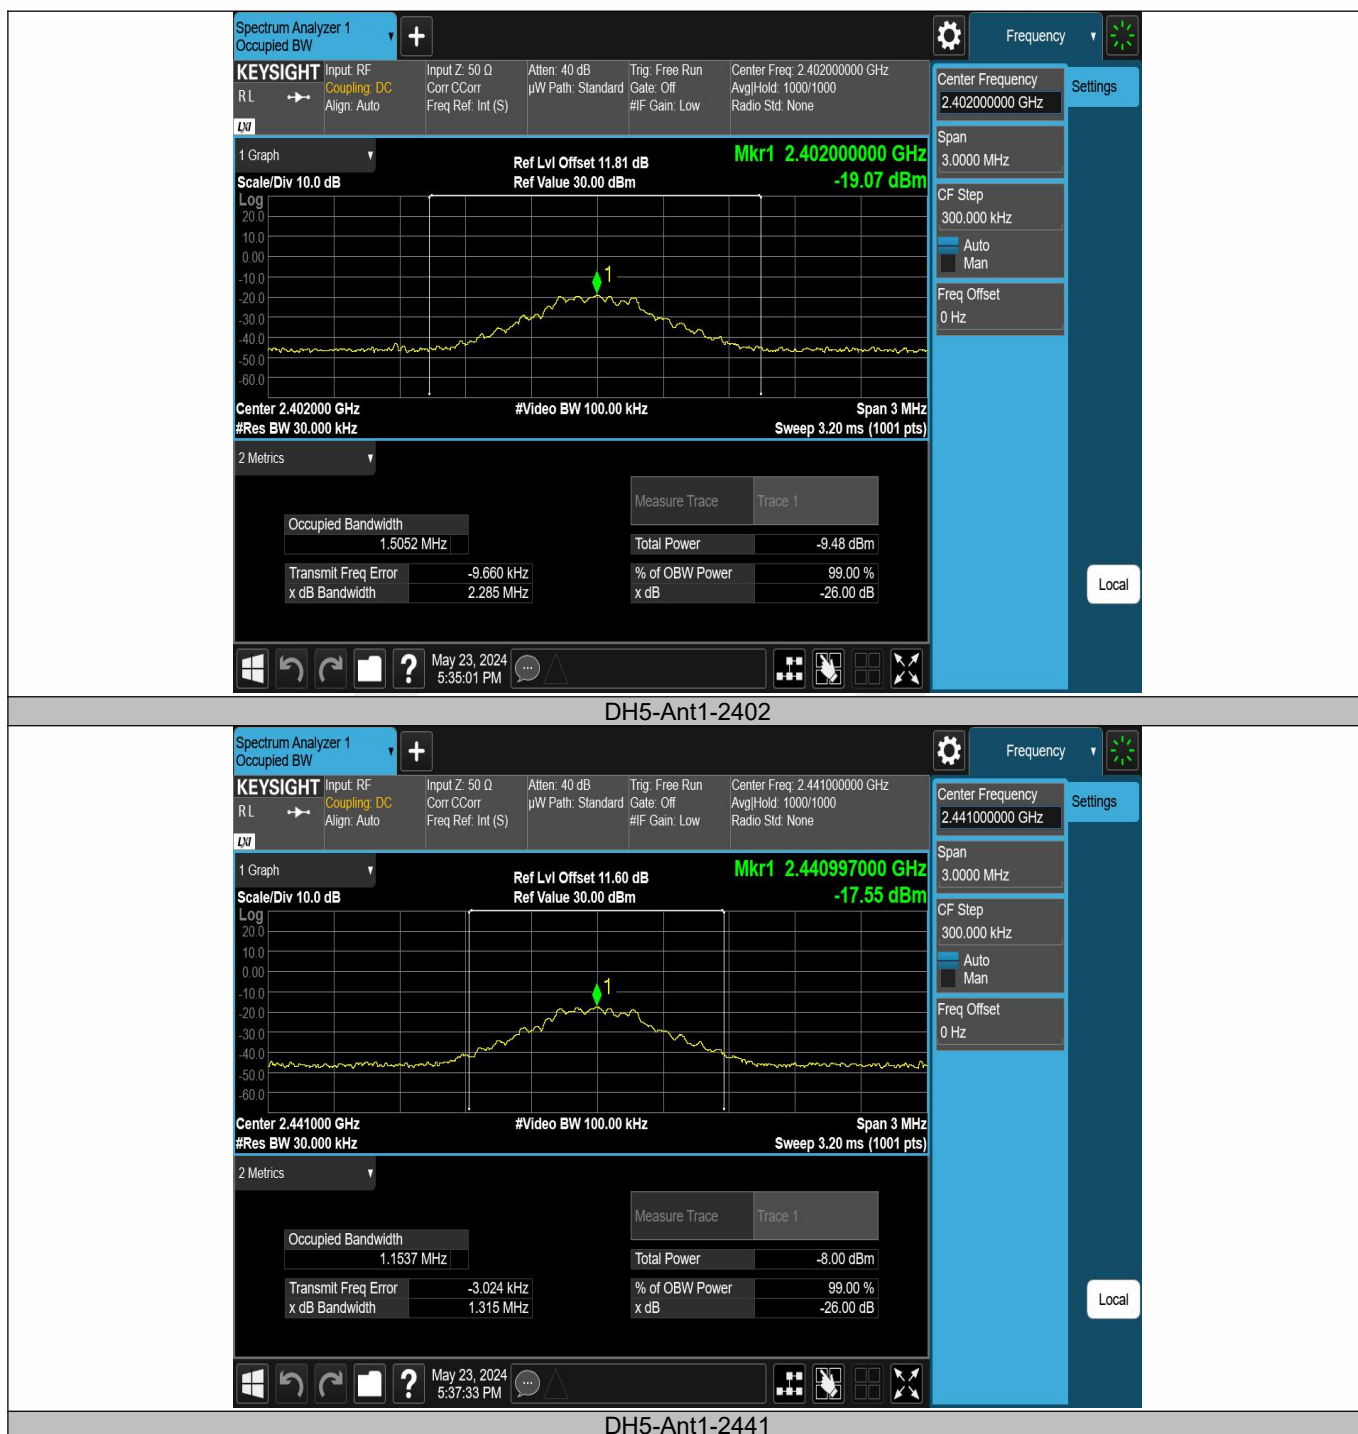 Spectrum Analyzer 1
Occupied BW
+
Frequency
KEYSIGHT
R L
LXI
Input: RF
Coupling: DC
Align: Auto
Input Z: 50 Ω
Corr CCorr
Freq Ref: Int (S)
Atten: 40 dB
µW Path: Standard
Trig: Free Run
Gate: Off
#IF Gain: Low
Center Freq: 2.402000000 GHz
Avg|Hold: 1000/1000
Radio Std: None
Center Frequency
2.402000000 GHz
Settings
Span
3.0000 MHz
CF Step
300.000 kHz
Auto
Man
Freq Offset
0 Hz
1 Graph
Scale/Div 10.0 dB
Ref Lvl Offset 11.81 dB
Ref Value 30.00 dBm
Mkr1 2.402000000 GHz
-19.07 dBm
Log
20.0
10.0
0.00
-10.0
-20.0
-30.0
-40.0
-50.0
-60.0
1
Center 2.402000 GHz
#Video BW 100.00 kHz
Span 3 MHz
#Res BW 30.000 kHz
Sweep 3.20 ms (1001 pts)
2 Metrics
Measure Trace Trace 1
Occupied Bandwidth
1.5052 MHz
Total Power -9.48 dBm
Transmit Freq Error -9.660 kHz
% of OBW Power 99.00 %
x dB Bandwidth 2.285 MHz
x dB -26.00 dB
Local
?
May 23, 2024
5:35:01 PM
DH5-Ant1-2402
Spectrum Analyzer 1
Occupied BW
+
Frequency
KEYSIGHT
R L
LXI
Input: RF
Coupling: DC
Align: Auto
Input Z: 50 Ω
Corr CCorr
Freq Ref: Int (S)
Atten: 40 dB
µW Path: Standard
Trig: Free Run
Gate: Off
#IF Gain: Low
Center Freq: 2.441000000 GHz
Avg|Hold: 1000/1000
Radio Std: None
Center Frequency
2.441000000 GHz
Settings
Span
3.0000 MHz
CF Step
300.000 kHz
Auto
Man
Freq Offset
0 Hz
1 Graph
Scale/Div 10.0 dB
Ref Lvl Offset 11.60 dB
Ref Value 30.00 dBm
Mkr1 2.440997000 GHz
-17.55 dBm
Log
20.0
10.0
0.00
-10.0
-20.0
-30.0
-40.0
-50.0
-60.0
1
Center 2.441000 GHz
#Video BW 100.00 kHz
Span 3 MHz
#Res BW 30.000 kHz
Sweep 3.20 ms (1001 pts)
2 Metrics
Measure Trace Trace 1
Occupied Bandwidth
1.1537 MHz
Total Power -8.00 dBm
Transmit Freq Error -3.024 kHz
% of OBW Power 99.00 %
x dB Bandwidth 1.315 MHz
x dB -26.00 dB
Local
?
May 23, 2024
5:37:33 PM
DH5-Ant1-2441